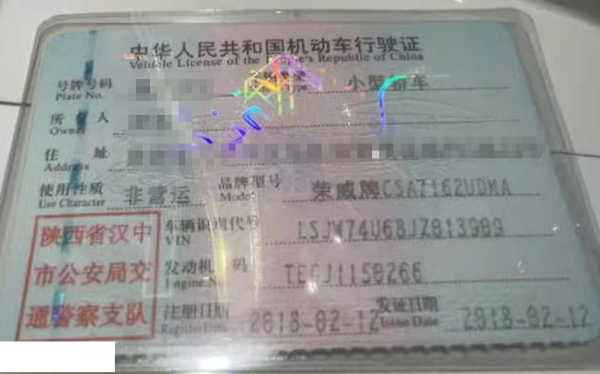 中华人民共和国机动车行驶证
Vehicle License of the People's Republic of China
号牌号码 小型轿车
Plate No. Type
所有人
Owner
住 址
Address
使用性质 非营运 品牌型号 荣威牌CSA7162UDMA
Use Character Model
陕西省汉中 车辆识别代号 LSJW74U68JZ013989
VIN
市公安局交 发动机 码 TEGJ1150266
Engine No.
通警察支队 注册日期 2018-02-12 发证日期 2018-02-12
Register Date Issue Date